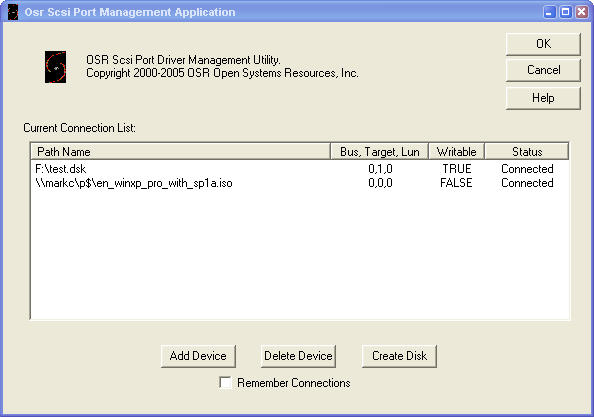 Osr Scsi Port Management Application
OSR Scsi Port Driver Management Utility.
Copyright 2000-2005 OSR Open Systems Resources, Inc.
OK
Cancel
Help
Current Connection List:
Path Name Bus, Target, Lun Writable Status
F:\test.dsk 0,1,0 TRUE Connected
\\markc\p$\en_winxp_pro_with_sp1a.iso 0,0,0 FALSE Connected
Add Device Delete Device Create Disk
Remember Connections